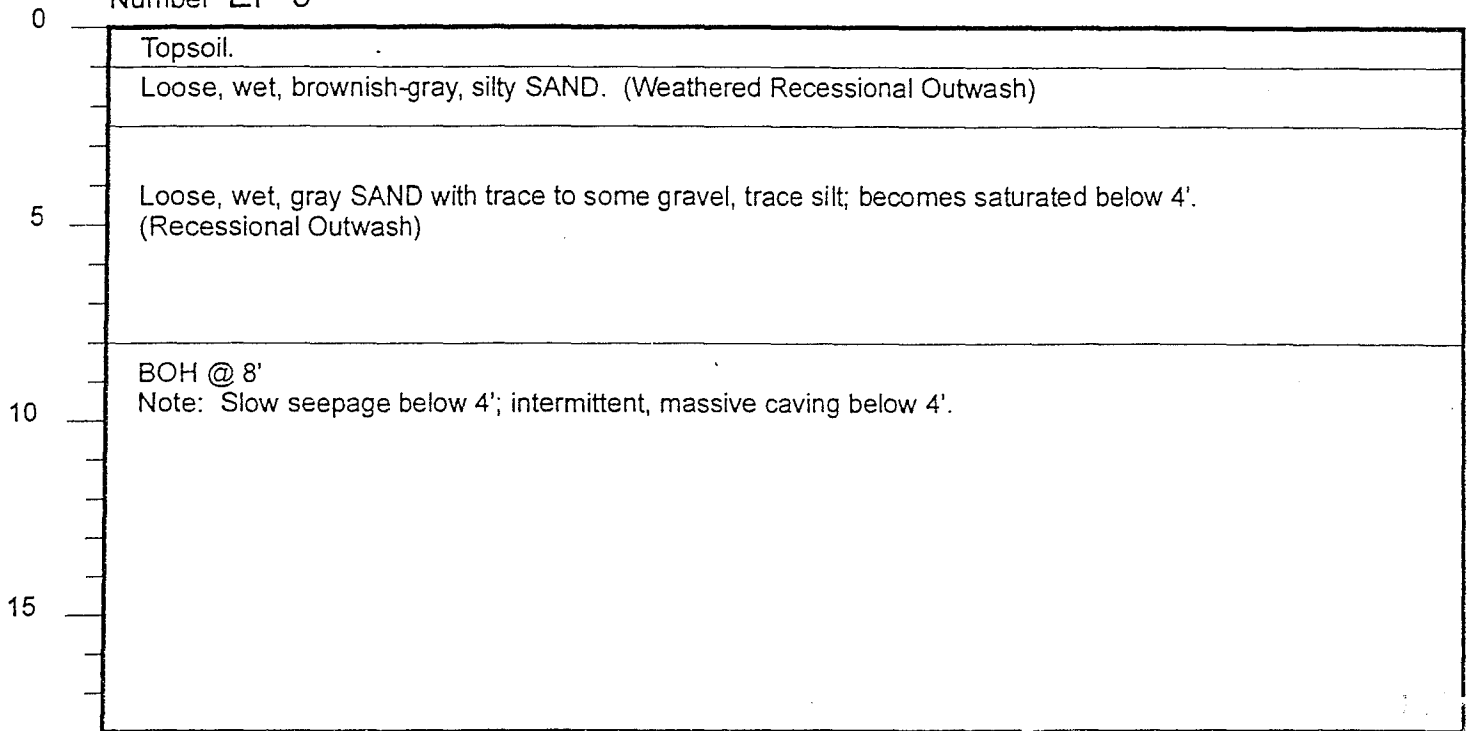 Number EP-
0
Topsoil.
Loose, wet, brownish-gray, silty SAND. (Weathered Recessional Outwash)
Loose, wet, gray SAND with trace to some gravel, trace silt; becomes saturated below 4'.
5
(Recessional Outwash)
BOH @ 8'
Note: Slow seepage below 4'; intermittent, massive caving below 4'.
10
15